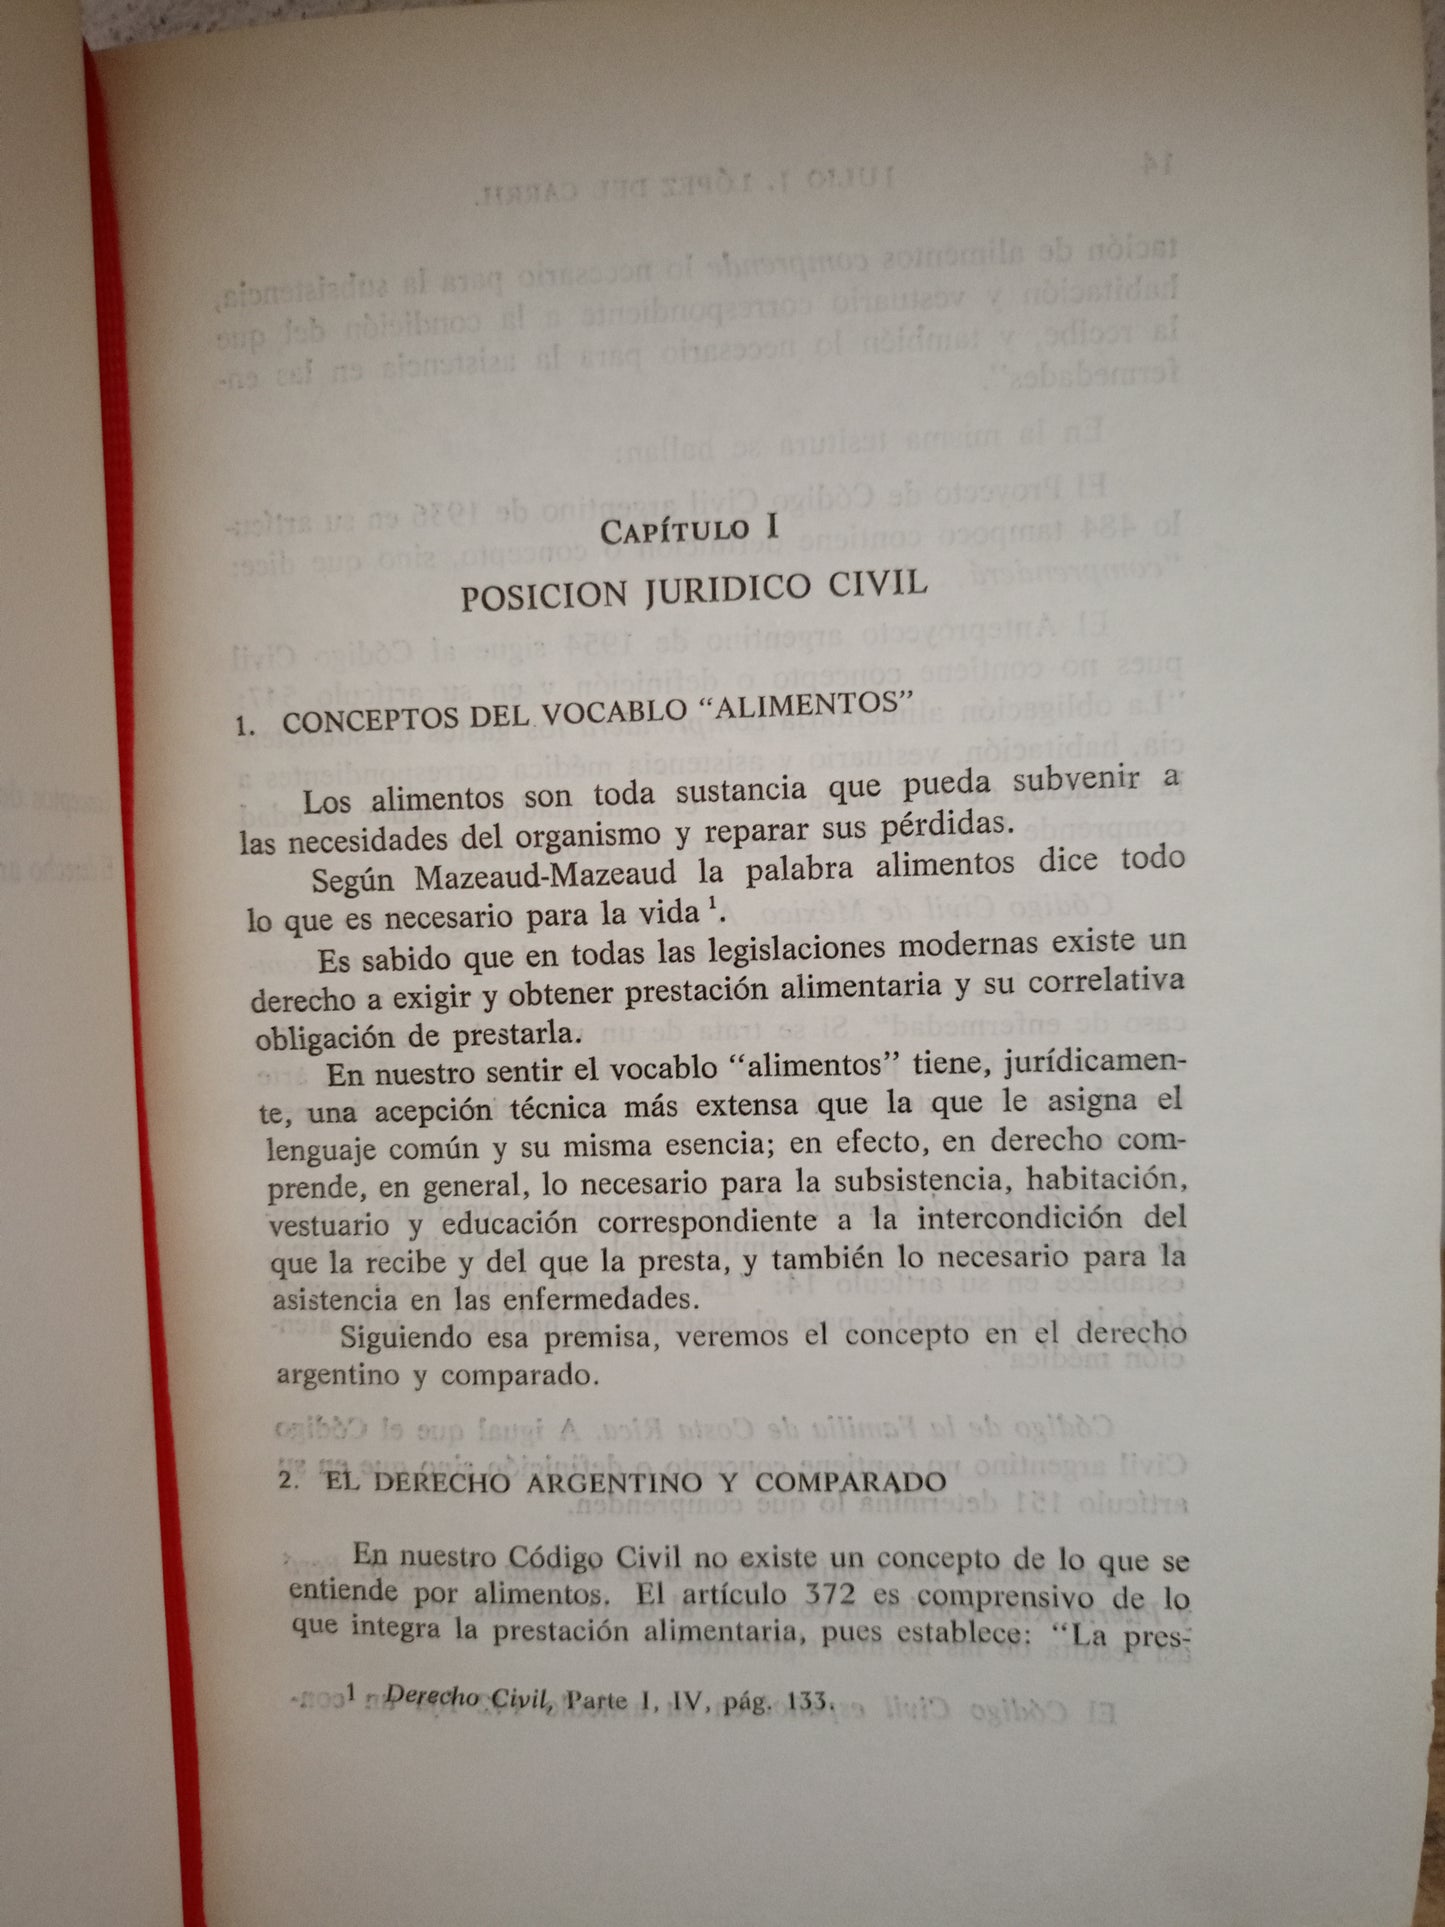 CAPÍTULO I
POSICION JURIDICO CIVIL
1. CONCEPTOS DEL VOCABLO “ALIMENTOS”
Los alimentos son toda sustancia que pueda subvenir a
las necesidades del organismo y reparar sus pérdidas.
Según Mazeaud-Mazeaud la palabra alimentos dice todo
lo que es necesario para la vida ¹.
Es sabido que en todas las legislaciones modernas existe un
derecho a exigir y obtener prestación alimentaria y su correlativa
obligación de prestarla.
En nuestro sentir el vocablo “alimentos” tiene, jurídicamen-
te, una acepción técnica más extensa que la que le asigna el
lenguaje común y su misma esencia; en efecto, en derecho com-
prende, en general, lo necesario para la subsistencia, habitación,
vestuario y educación correspondiente a la intercondición del
que la recibe y del que la presta, y también lo necesario para la
asistencia en las enfermedades.
Siguiendo esa premisa, veremos el concepto en el derecho
argentino y comparado.
2. EL DERECHO ARGENTINO Y COMPARADO
En nuestro Código Civil no existe un concepto de lo que se
entiende por alimentos. El artículo 372 es comprensivo de lo
que integra la prestación alimentaria, pues establece: “La pres-
¹ Derecho Civil, Parte I, IV, pág. 133.